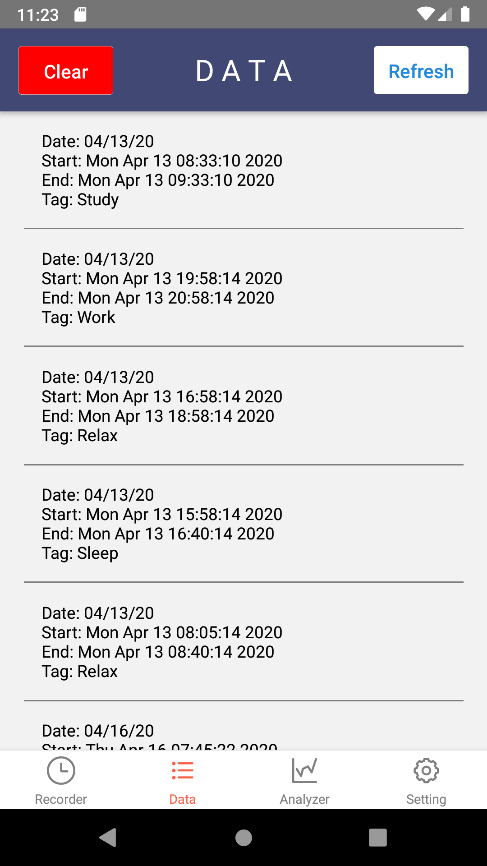 11:23
Clear
DATA
Refresh
Date: 04/13/20
Start: Mon Apr 13 08:33:10 2020
End: Mon Apr 13 09:33:10 2020
Tag: Study
Date: 04/13/20
Start: Mon Apr 13 19:58:14 2020
End: Mon Apr 13 20:58:14 2020
Tag: Work
Date: 04/13/20
Start: Mon Apr 13 16:58:14 2020
End: Mon Apr 13 18:58:14 2020
Tag: Relax
Date: 04/13/20
Start: Mon Apr 13 15:58:14 2020
End: Mon Apr 13 16:40:14 2020
Tag: Sleep
Date: 04/13/20
Start: Mon Apr 13 08:05:14 2020
End: Mon Apr 13 08:40:14 2020
Tag: Relax
Date: 04/16/20
Start: Thu Apr 16 07:45:22 2020
Recorder
Data
Analyzer
Setting